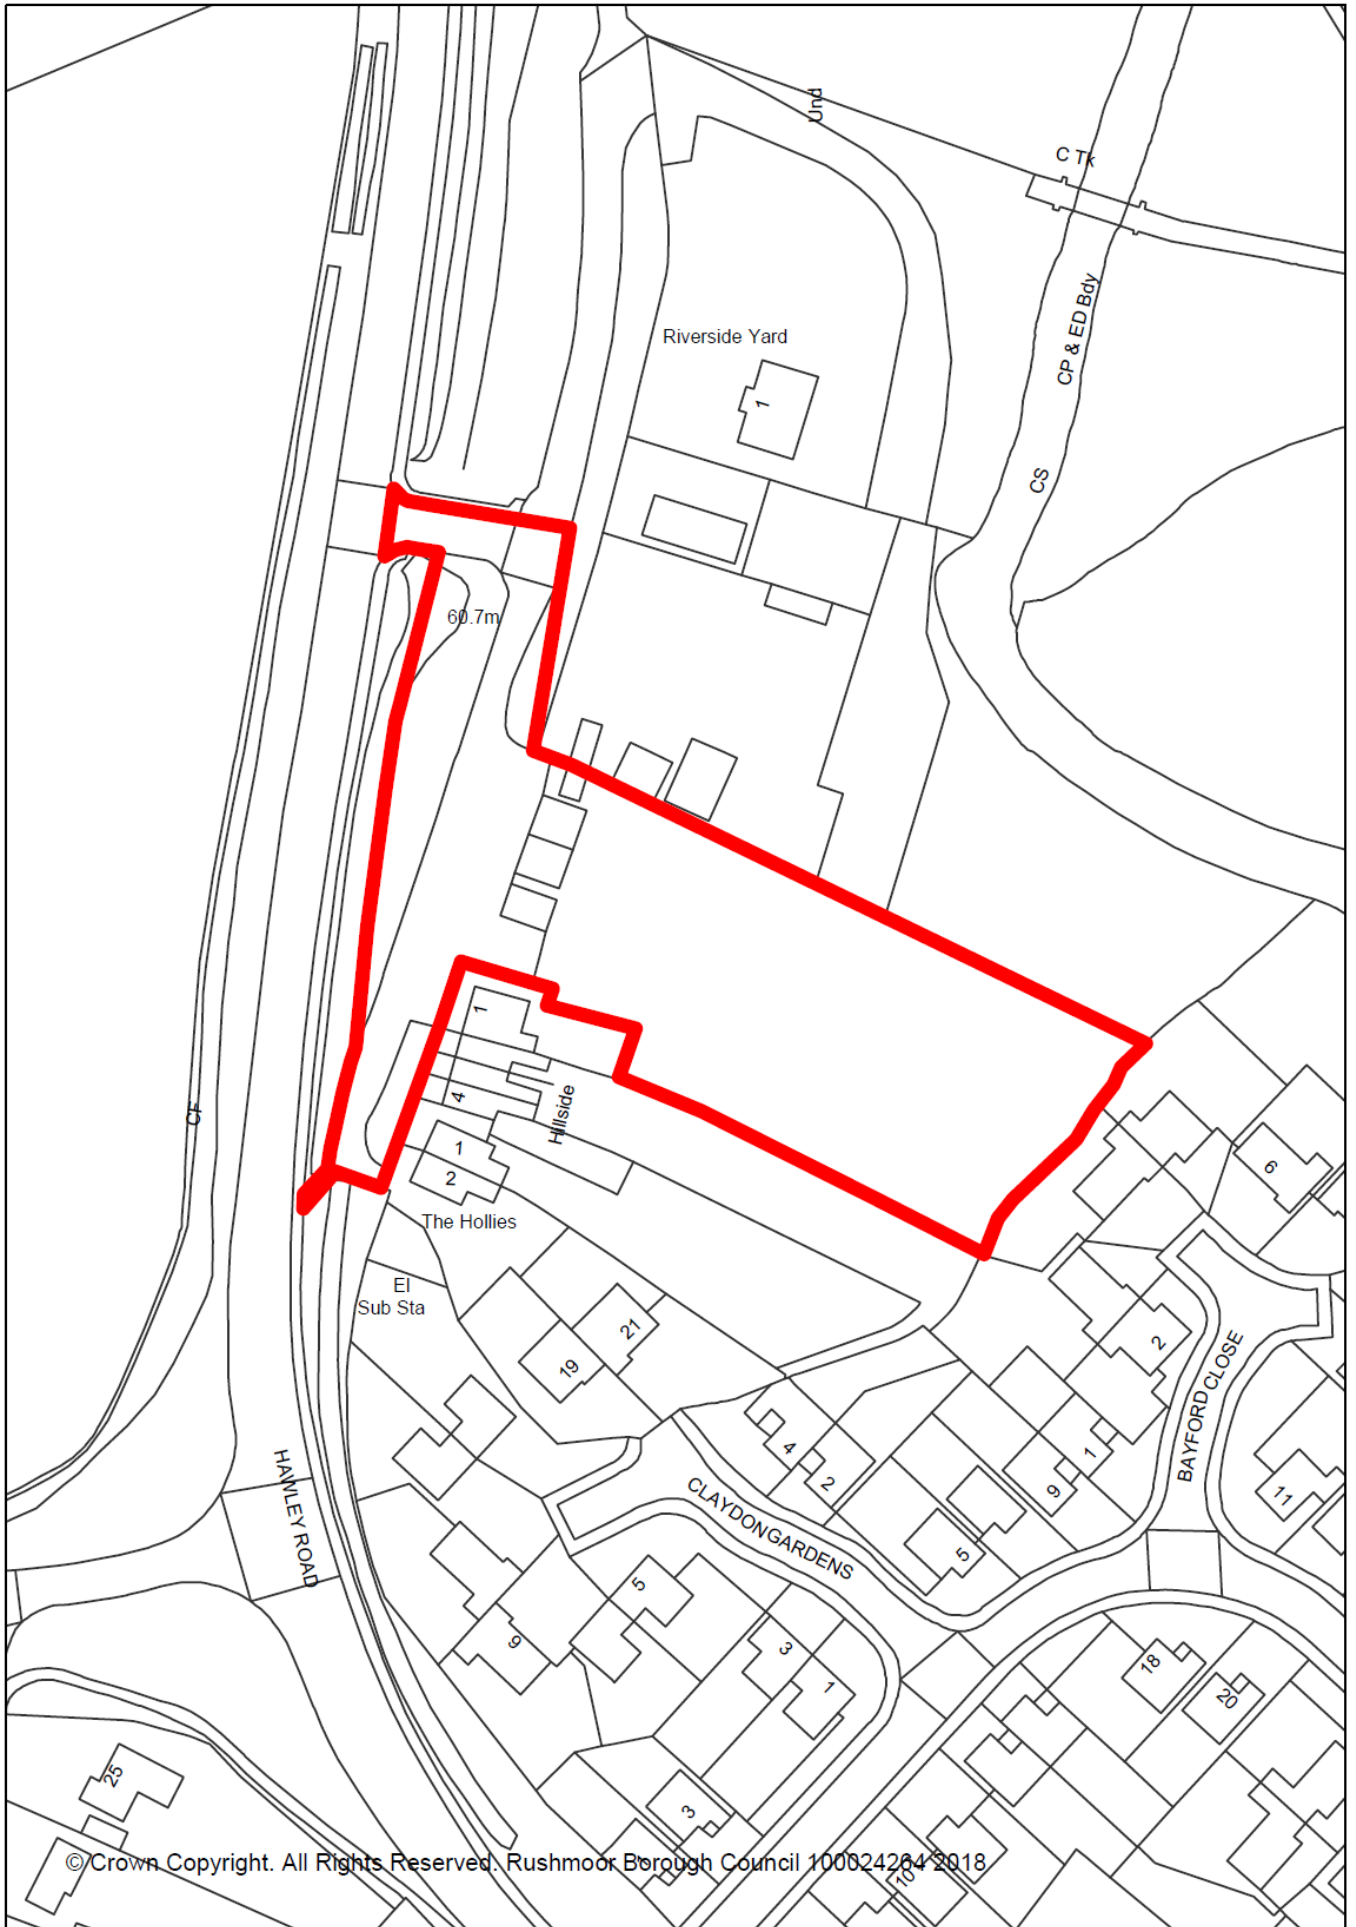 Und
C Tk
CP & ED Bdy
Riverside Yard
1
CS
60.7m
1
CF
4
Hillside
1
2
The Hollies
6
El
Sub Sta
21
19
2
BAYFORD CLOSE
4
2
1
9
11
HAWLEY ROAD
CLAYDON GARDENS
5
5
9
3
1
18
20
25
3
10
© Crown Copyright. All Rights Reserved. Rushmoor Borough Council 100024264 2018